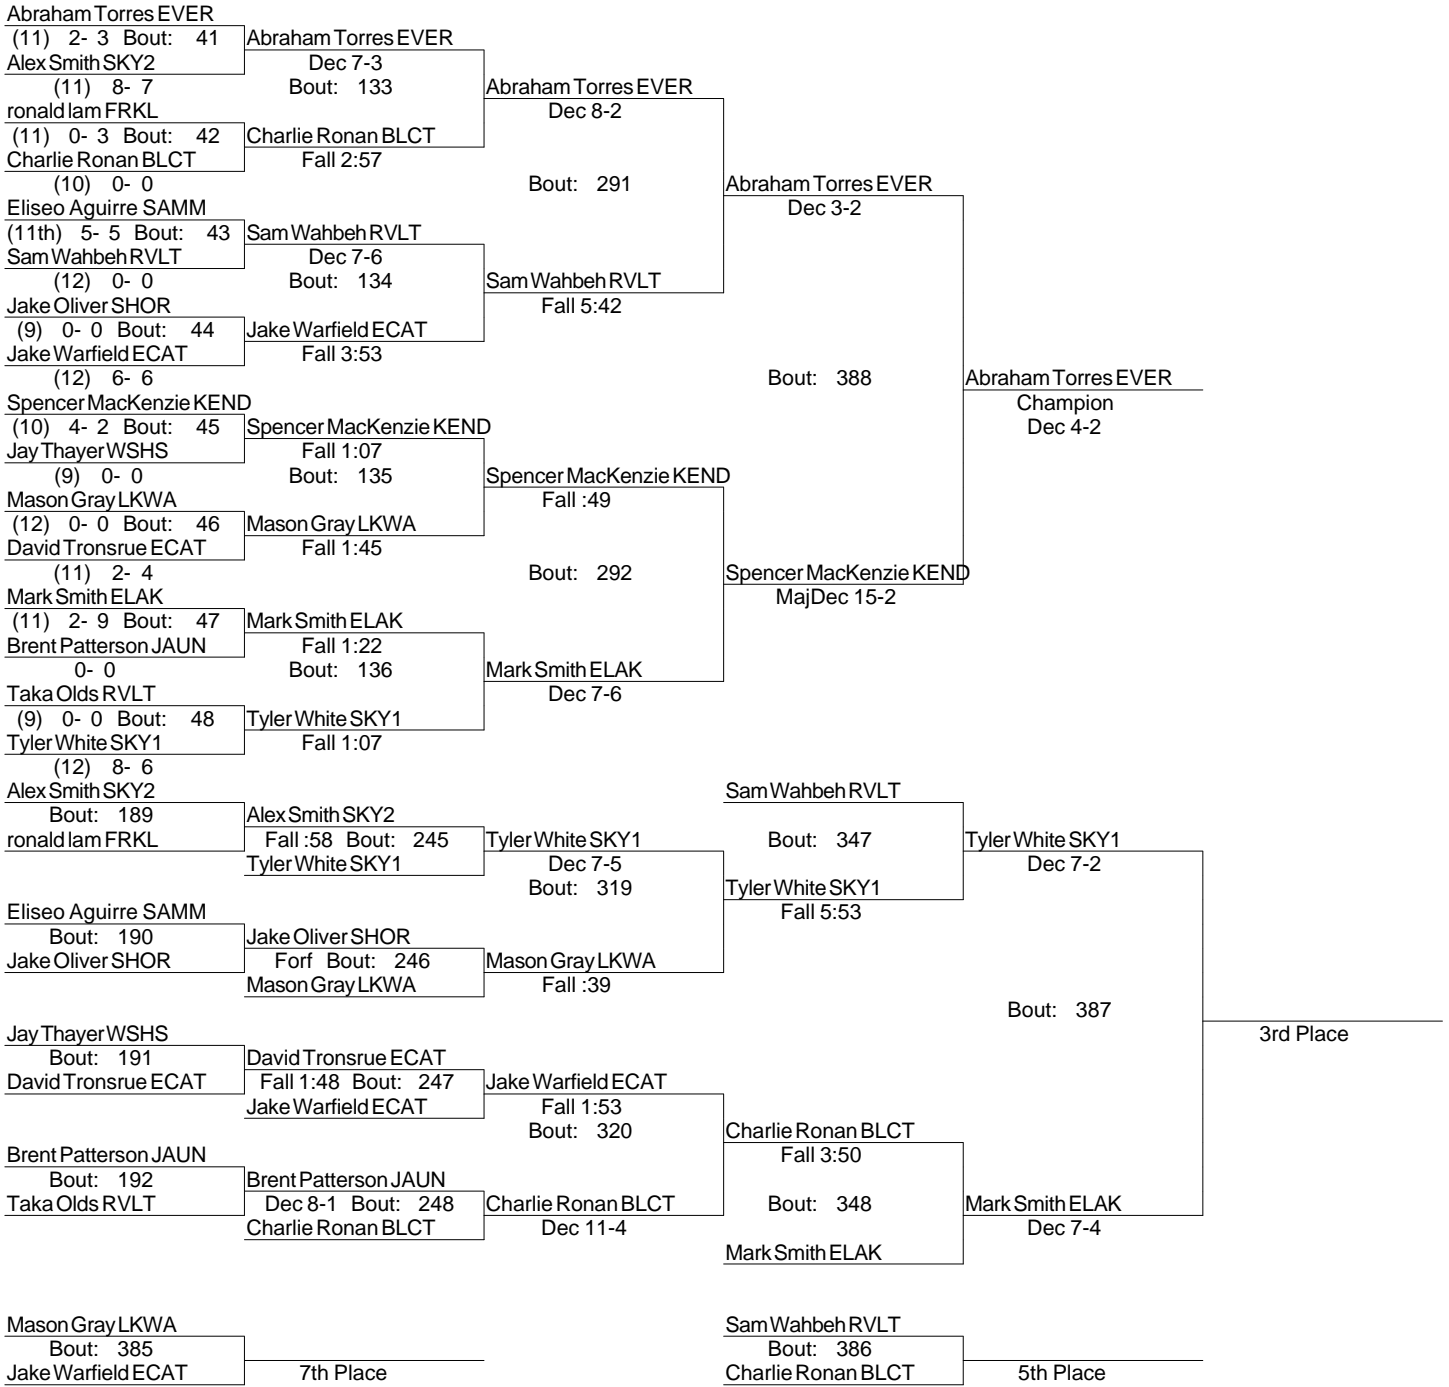 Abraham Torres EVER
(11) 2- 3 Bout: 41 Abraham Torres EVER
Alex Smith SKY2 Dec 7-3
(11) 8- 7 Bout: 133 Abraham Torres EVER
ronald lam FRKL Dec 8-2
(11) 0- 3 Bout: 42 Charlie Ronan BLCT
Charlie Ronan BLCT Fall 2:57
(10) 0- 0 Bout: 291 Abraham Torres EVER
Eliseo Aguirre SAMM Dec 3-2
(11th) 5- 5 Bout: 43 Sam Wahbeh RVLT
Sam Wahbeh RVLT Dec 7-6
(12) 0- 0 Bout: 134 Sam Wahbeh RVLT
Jake Oliver SHOR Fall 5:42
(9) 0- 0 Bout: 44 Jake Warfield ECAT
Jake Warfield ECAT Fall 3:53
(12) 6- 6 Bout: 388 Abraham Torres EVER
Spencer MacKenzie KEND Champion
(10) 4- 2 Bout: 45 Spencer MacKenzie KEND Dec 4-2
Jay Thayer WSHS Fall 1:07
(9) 0- 0 Bout: 135 Spencer MacKenzie KEND
Mason Gray LKWA Fall :49
(12) 0- 0 Bout: 46 Mason Gray LKWA
David Tronsrue ECAT Fall 1:45
(11) 2- 4 Bout: 292 Spencer MacKenzie KEND
Mark Smith ELAK MajDec 15-2
(11) 2- 9 Bout: 47 Mark Smith ELAK
Brent Patterson JAUN Fall 1:22
0- 0 Bout: 136 Mark Smith ELAK
Taka Olds RVLT Dec 7-6
(9) 0- 0 Bout: 48 Tyler White SKY1
Tyler White SKY1 Fall 1:07
(12) 8- 6
Alex Smith SKY2 Sam Wahbeh RVLT
Bout: 189 Alex Smith SKY2
ronald lam FRKL Fall :58 Bout: 245 Tyler White SKY1 Bout: 347 Tyler White SKY1
Tyler White SKY1 Dec 7-5 Dec 7-2
Bout: 319 Tyler White SKY1
Eliseo Aguirre SAMM Fall 5:53
Bout: 190 Jake Oliver SHOR
Jake Oliver SHOR Forf Bout: 246 Mason Gray LKWA
Mason Gray LKWA Fall :39
Bout: 387
Jay Thayer WSHS 3rd Place
Bout: 191 David Tronsrue ECAT
David Tronsrue ECAT Fall 1:48 Bout: 247 Jake Warfield ECAT
Jake Warfield ECAT Fall 1:53
Bout: 320 Charlie Ronan BLCT
Brent Patterson JAUN Fall 3:50
Bout: 192 Brent Patterson JAUN
Taka Olds RVLT Dec 8-1 Bout: 248 Charlie Ronan BLCT Bout: 348 Mark Smith ELAK
Charlie Ronan BLCT Dec 11-4 Dec 7-4
Mark Smith ELAK
Mason Gray LKWA Sam Wahbeh RVLT
Bout: 385 Bout: 386
Jake Warfield ECAT 7th Place Charlie Ronan BLCT 5th Place